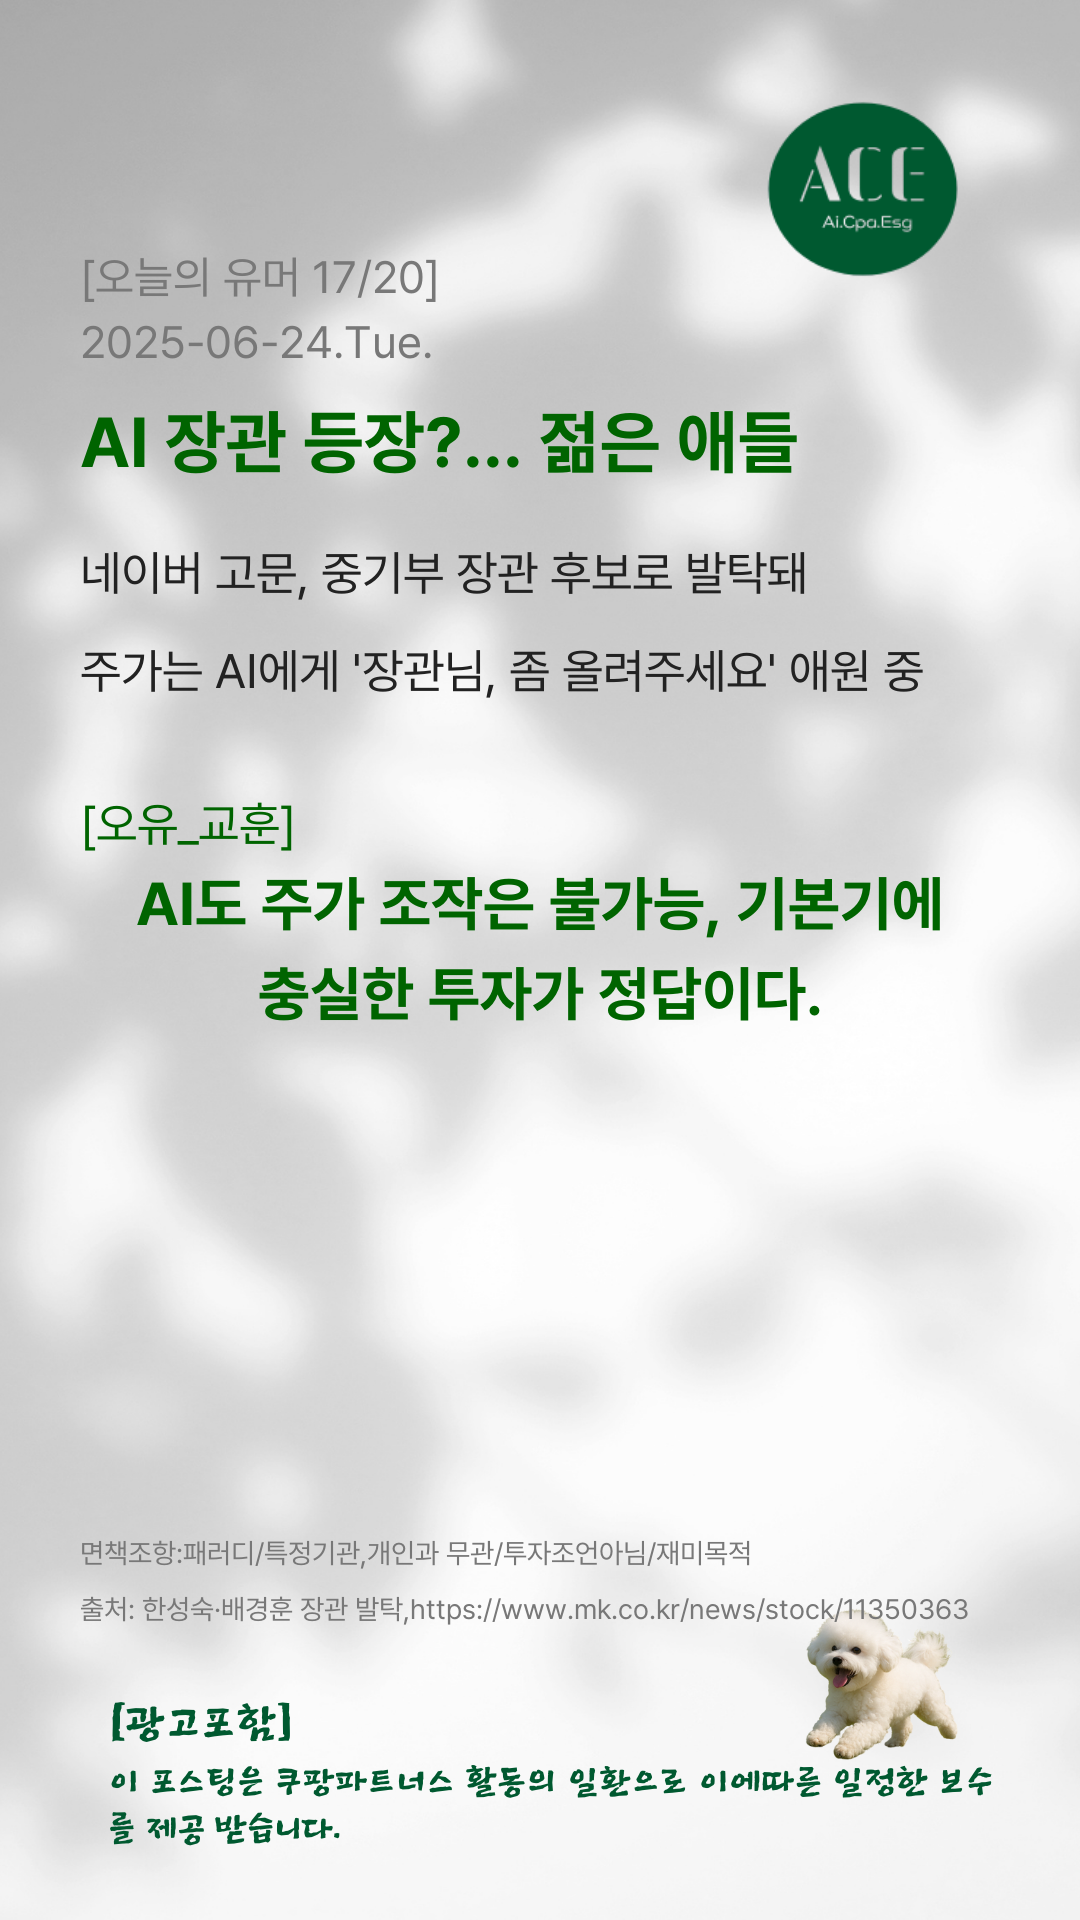 ACE
Ai.Cpa.Esg
[오늘의 유머 17/20]
2025-06-24.Tue.
AI 장관 등장?... 젊은 애들
네이버 고문, 중기부 장관 후보로 발탁돼
주가는 AI에게 '장관님, 좀 올려주세요' 애원 중
[오유_교훈]
AI도 주가 조작은 불가능, 기본기에
충실한 투자가 정답이다.
면책조항:패러디/특정기관,개인과 무관/투자조언아님/재미목적
출처: 한성숙·배경훈 장관 발탁,https://www.mk.co.kr/news/stock/11350363
[광고포함]
이 포스팅은 쿠팡파트너스 활동의 일환으로 이에따른 일정한 보수
를 제공 받습니다.